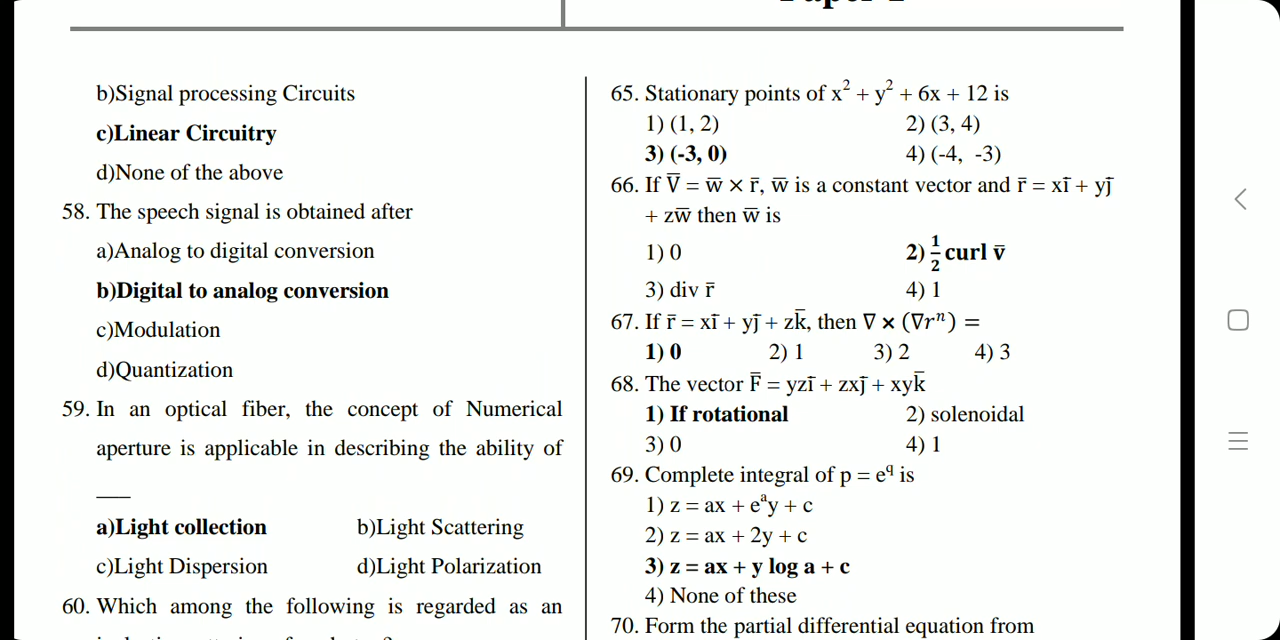 b)Signal processing Circuits
c)Linear Circuitry
d)None of the above
58. The speech signal is obtained after
a)Analog to digital conversion
b)Digital to analog conversion
c)Modulation
d)Quantization
59. In an optical fiber, the concept of Numerical
aperture is applicable in describing the ability of
___
a)Light collection b)Light Scattering
c)Light Dispersion d)Light Polarization
60. Which among the following is regarded as an
65. Stationary points of x² + y² + 6x + 12 is
1) (1, 2) 2) (3, 4)
3) (-3, 0) 4) (-4, -3)
66. If V̅ = w̅ × r̅, w̅ is a constant vector and r̅ = xi̅ + yj̅
+ zw̅ then w̅ is
1) 0 2) ½ curl v̅
3) div r̅ 4) 1
67. If r̅ = xi̅ + yj̅ + zk̅, then ∇ × (∇rⁿ) =
1) 0 2) 1 3) 2 4) 3
68. The vector F̅ = yzi̅ + zxj̅ + xyk̅
1) If rotational 2) solenoidal
3) 0 4) 1
69. Complete integral of p = e^q is
1) z = ax + e^a y + c
2) z = ax + 2y + c
3) z = ax + y log a + c
4) None of these
70. Form the partial differential equation from